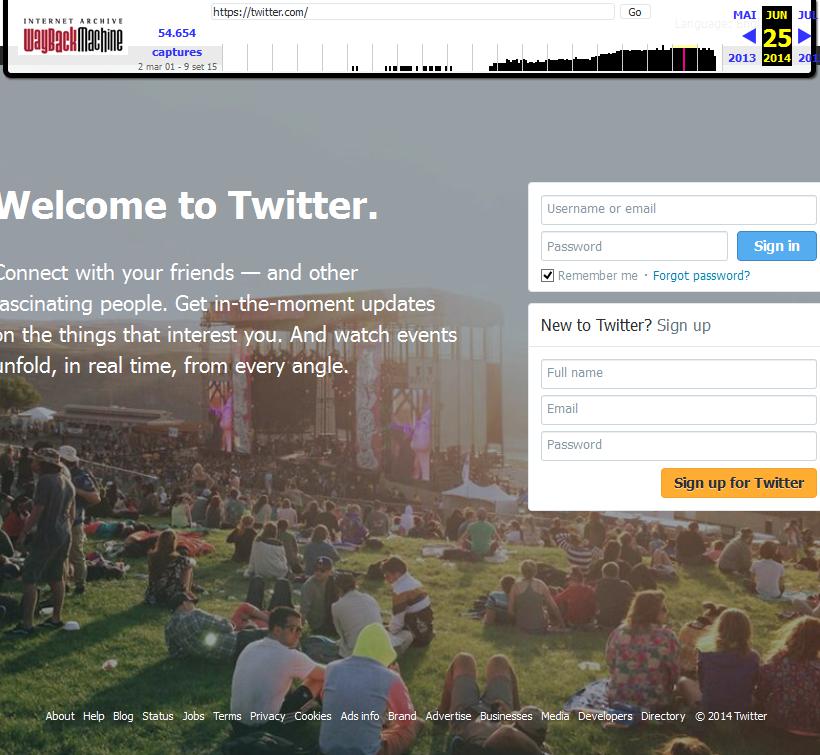 INTERNET ARCHIVE
WayBackMachine
https://twitter.com/
Go
54.654
captures
2 mar 01 - 9 set 15
MAI JUN JUL
25
2013 2014
Welcome to Twitter.
Connect with your friends — and other
fascinating people. Get in-the-moment updates
on the things that interest you. And watch events
unfold, in real time, from every angle.
Username or email
Password
Sign in
Remember me · Forgot password?
New to Twitter? Sign up
Full name
Email
Password
Sign up for Twitter
About Help Blog Status Jobs Terms Privacy Cookies Ads info Brand Advertise Businesses Media Developers Directory © 2014 Twitter